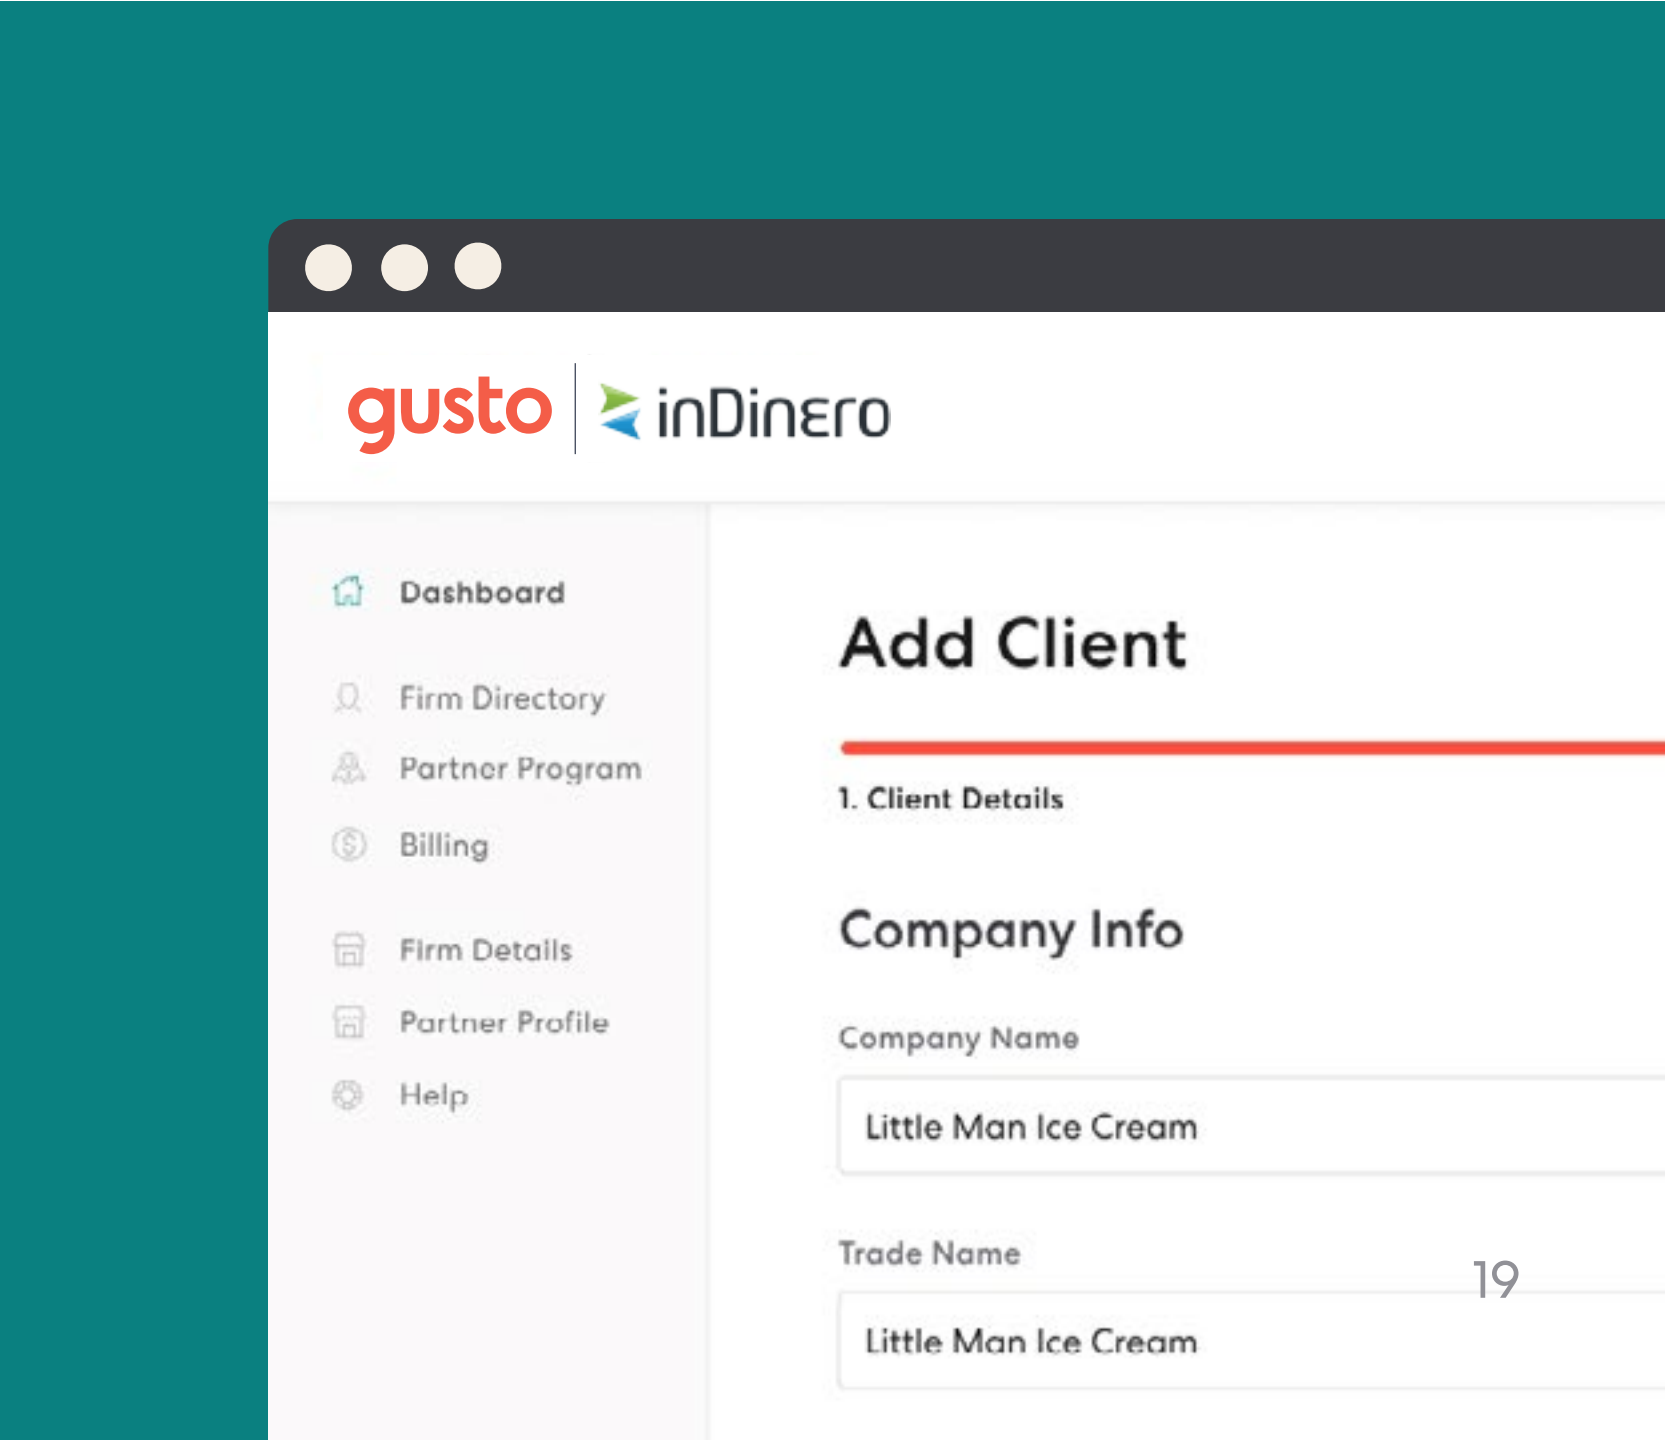 gusto inDinero
Dashboard
Firm Directory
Partner Program
Billing
Firm Details
Partner Profile
Help
Add Client
1. Client Details
Company Info
Company Name
Little Man Ice Cream
Trade Name
19
Little Man Ice Cream